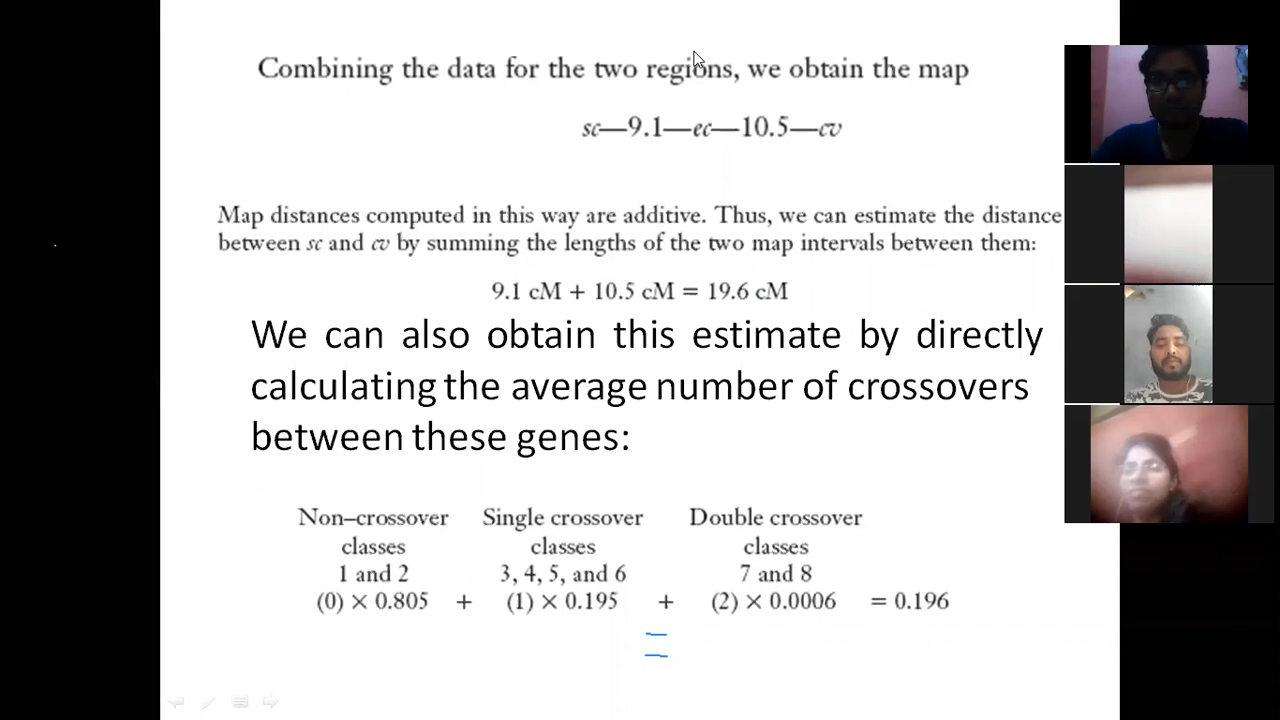 Combining the data for the two regions, we obtain the map
sc—9.1—ec—10.5—cv
Map distances computed in this way are additive. Thus, we can estimate the distance
between sc and cv by summing the lengths of the two map intervals between them:
9.1 cM + 10.5 cM = 19.6 cM
We can also obtain this estimate by directly
calculating the average number of crossovers
between these genes:
Non–crossover Single crossover Double crossover
classes classes classes
1 and 2 3, 4, 5, and 6 7 and 8
(0) × 0.805 + (1) × 0.195 + (2) × 0.0006 = 0.196